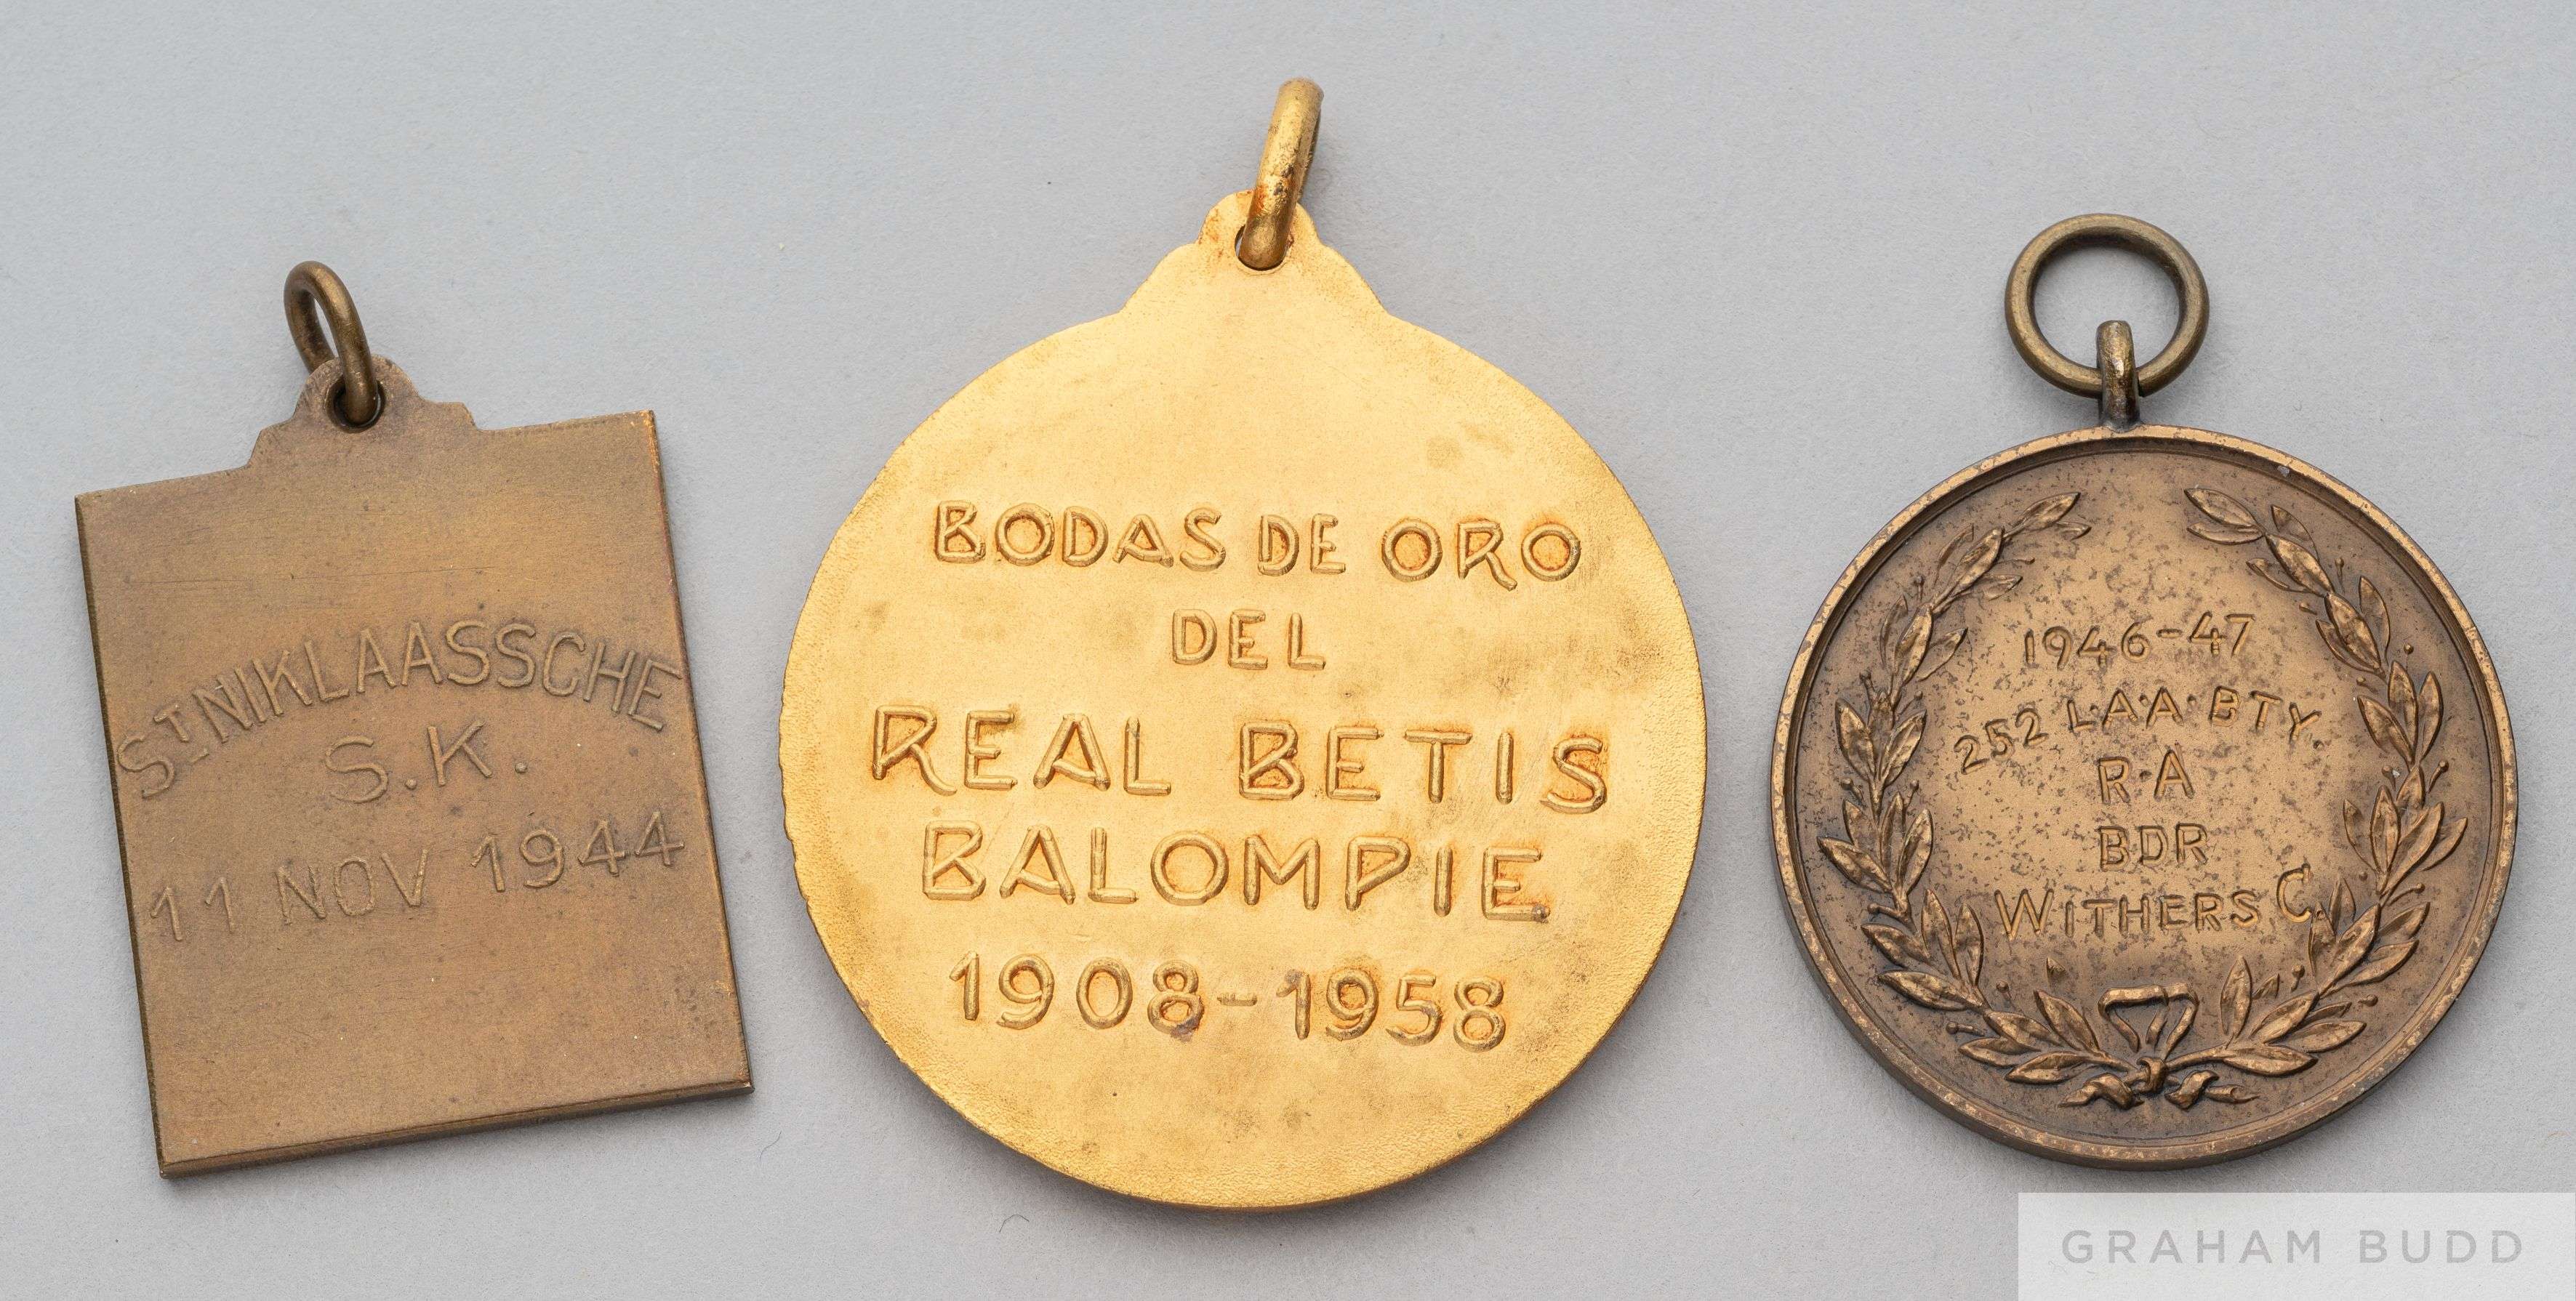 ST NIKLAASSCHE
S.K.
11 NOV 1944
BODAS DE ORO
DEL
REAL BETIS
BALOMPIE
1908-1958
1946-47
252 L·A·A· BTY.
R·A
BDR
WITHERS C.
GRAHAM BUDD